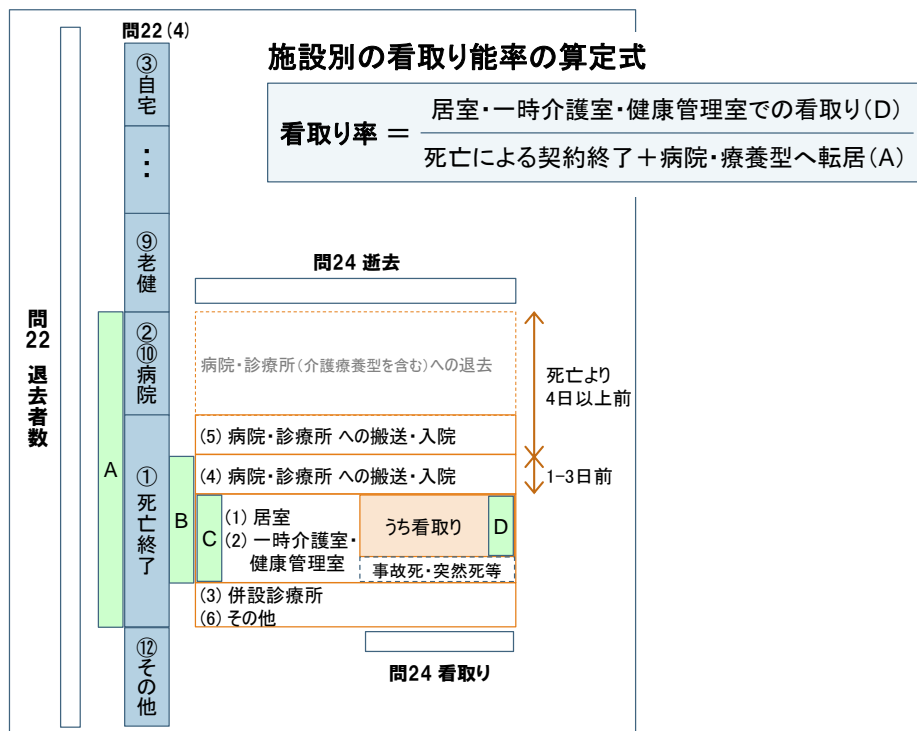 問22(4)
施設別の看取り能率の算定式
看取り率 =
居室・一時介護室・健康管理室での看取り(D)
死亡による契約終了+病院・療養型へ転居(A)
③自宅
…
⑨老健
②⑩病院
①死亡終了
⑫その他
問22 退去者数
A
B
C
D
問24 逝去
病院・診療所(介護療養型を含む)への退去
(5) 病院・診療所 への搬送・入院
(4) 病院・診療所 への搬送・入院
(1) 居室
(2) 一時介護室・
健康管理室
うち看取り
事故死・突然死等
(3) 併設診療所
(6) その他
死亡より
4日以上前
1-3日前
問24 看取り